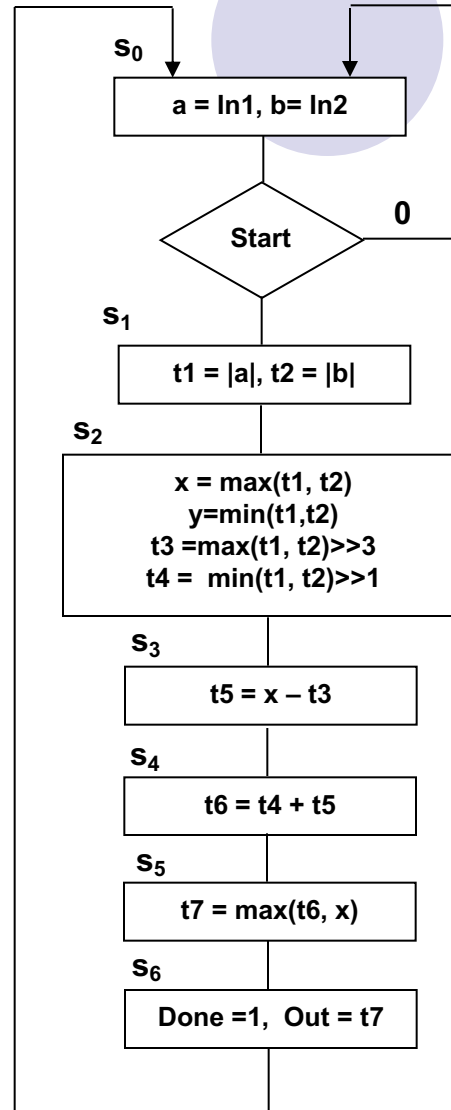 s₀
a = In1, b= In2
Start
0
s₁
t1 = |a|, t2 = |b|
s₂
x = max(t1, t2)
y=min(t1,t2)
t3 =max(t1, t2)>>3
t4 =  min(t1, t2)>>1
s₃
t5 = x – t3
s₄
t6 = t4 + t5
s₅
t7 = max(t6, x)
s₆
Done =1,  Out = t7